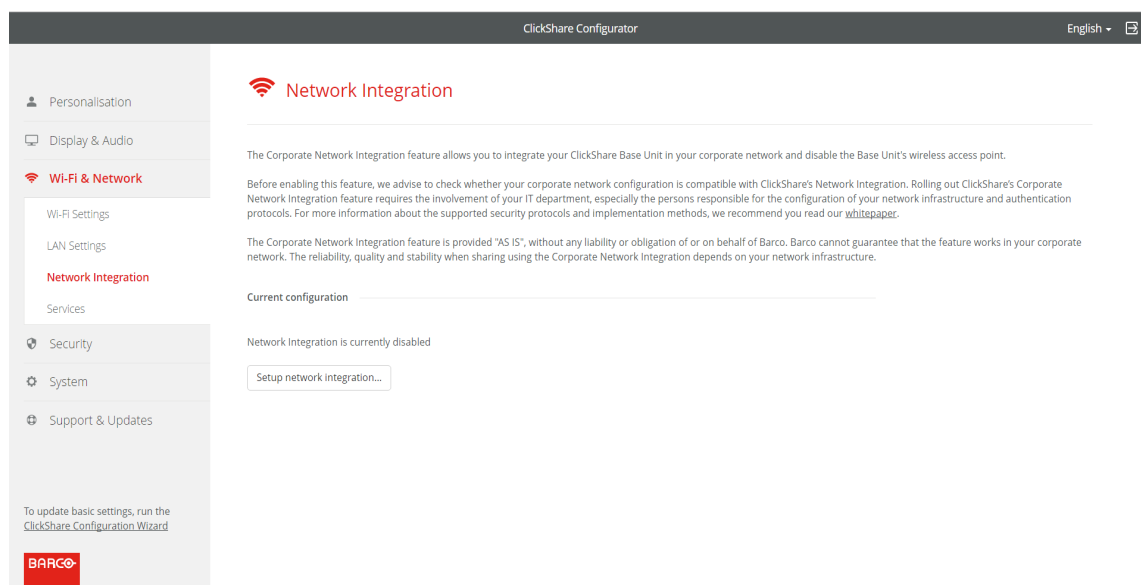 ClickShare Configurator
English
Personalisation
Display & Audio
Wi-Fi & Network
Wi-Fi Settings
LAN Settings
Network Integration
Services
Security
System
Support & Updates
To update basic settings, run the
ClickShare Configuration Wizard
BARCO
Network Integration
The Corporate Network Integration feature allows you to integrate your ClickShare Base Unit in your corporate network and disable the Base Unit's wireless access point.
Before enabling this feature, we advise to check whether your corporate network configuration is compatible with ClickShare's Network Integration. Rolling out ClickShare's Corporate
Network Integration feature requires the involvement of your IT department, especially the persons responsible for the configuration of your network infrastructure and authentication
protocols. For more information about the supported security protocols and implementation methods, we recommend you read our whitepaper.
The Corporate Network Integration feature is provided "AS IS", without any liability or obligation of or on behalf of Barco. Barco cannot guarantee that the feature works in your corporate
network. The reliability, quality and stability when sharing using the Corporate Network Integration depends on your network infrastructure.
Current configuration
Network Integration is currently disabled
Setup network integration...